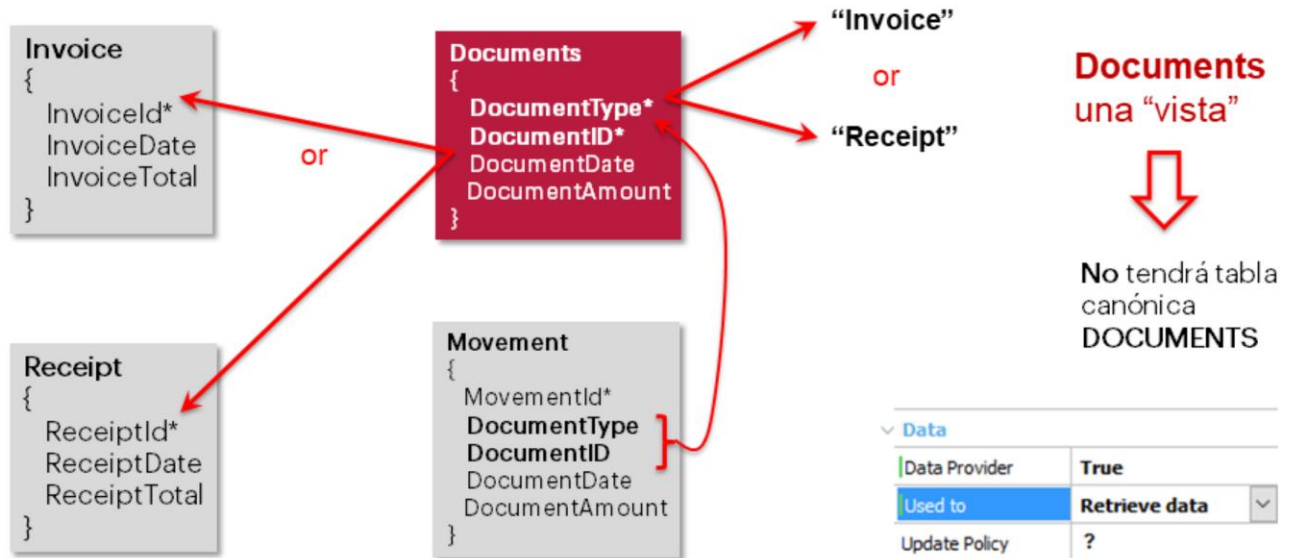 Invoice
{
InvoiceId*
InvoiceDate
InvoiceTotal
}
or
Documents
{
DocumentType*
DocumentID*
DocumentDate
DocumentAmount
}
“Invoice”
or
“Receipt”
Documents
una “vista”
No tendrá tabla
canónica
DOCUMENTS
Receipt
{
ReceiptId*
ReceiptDate
ReceiptTotal
}
Movement
{
MovementId*
DocumentType
DocumentID
DocumentDate
DocumentAmount
}
Data
Data Provider True
Used to Retrieve data
Update Policy ?